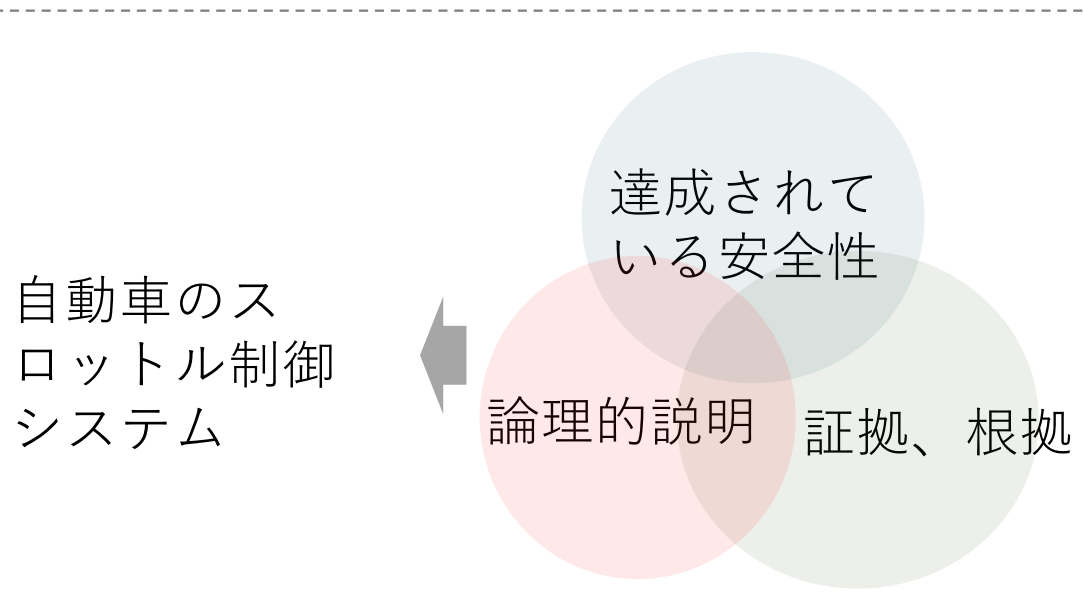 達成されて
いる安全性
自動車のス
ロットル制御
システム
論理的説明
証拠、根拠